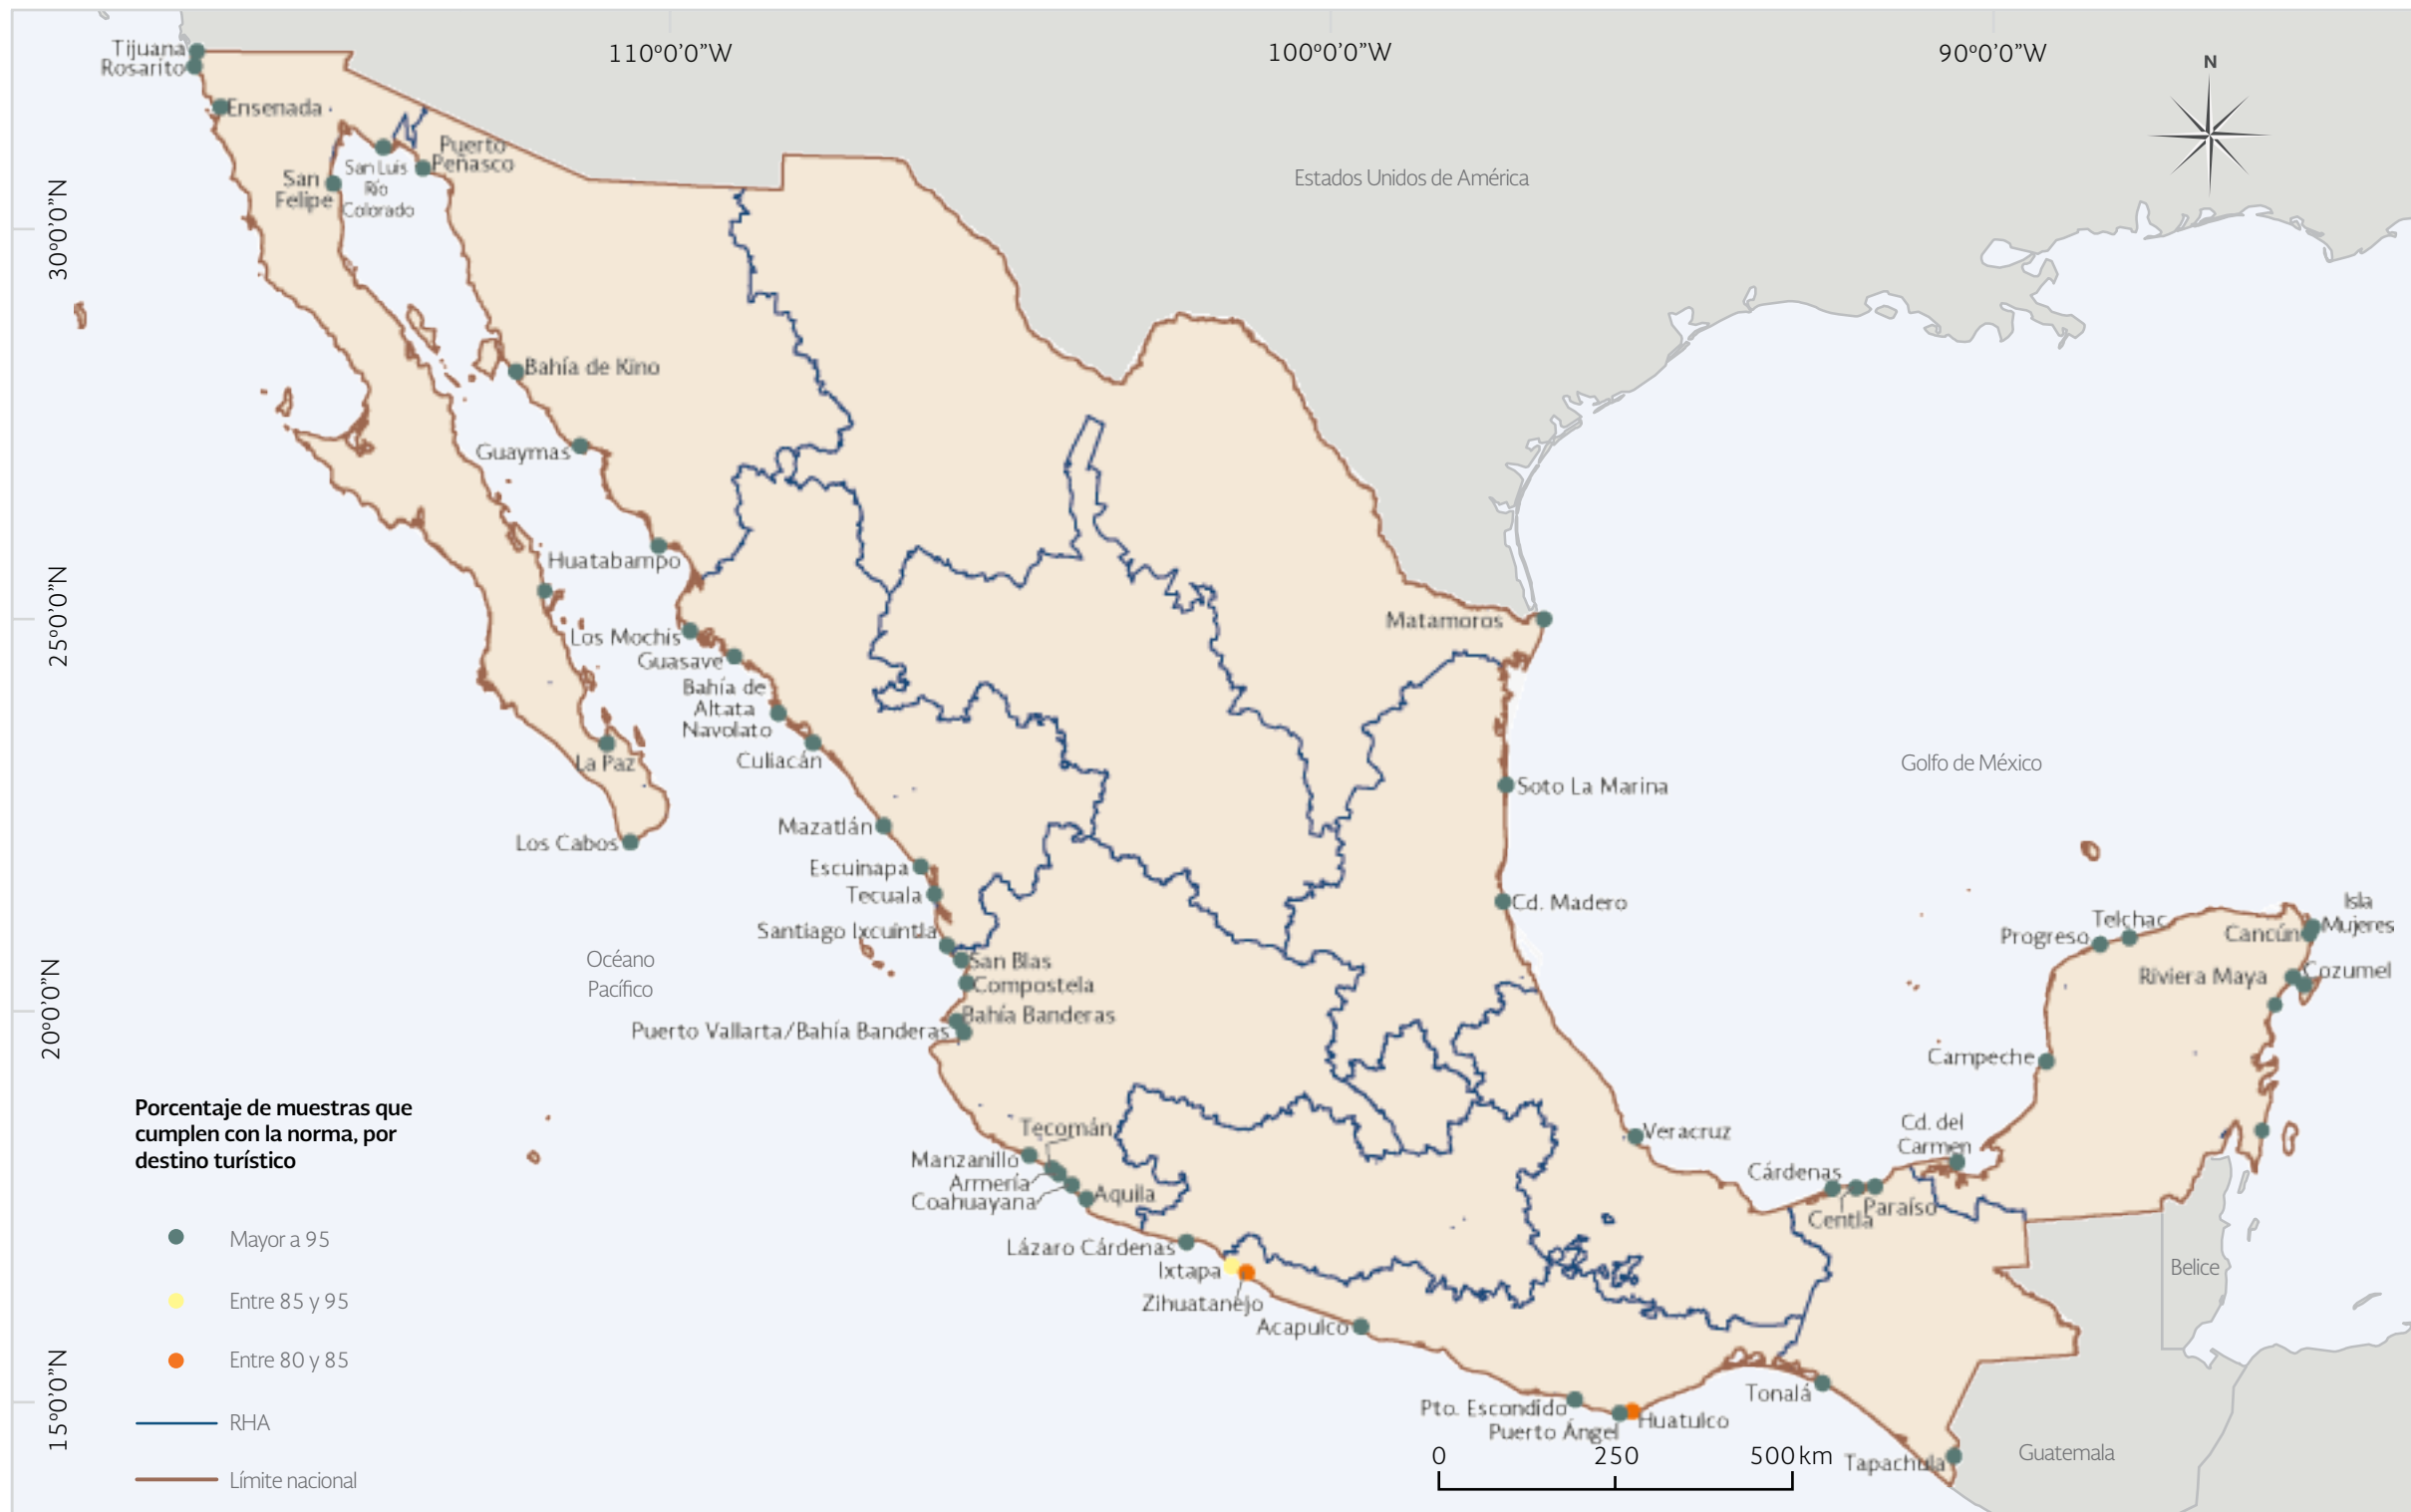 110°0'0”W
100°0'0”W
90°0'0”W
N
Tijuana
Rosarito
Ensenada
Puerto
Peñasco
San Luis
Río
Colorado
San
Felipe
Estados Unidos de América
30°0'0”N
Bahía de Kino
Guaymas
Huatabampo
25°0'0”N
Matamoros
Los Mochis
Guasave
Bahía de
Altata
Navolato
Culiacán
La Paz
Los Cabos
Golfo de México
Soto La Marina
Mazatlán
Escuinapa
Tecuala
Cd. Madero
Santiago Ixcuintla
San Blas
Compostela
Bahía Banderas
Puerto Vallarta/Bahía Banderas
Océano
Pacífico
20°0'0”N
Isla
Mujeres
Telchac
Progreso
Cancún
Cozumel
Riviera Maya
Campeche
Cd. del
Carmen
Veracruz
Cárdenas
Centla
Paraíso
Tecomán
Manzanillo
Armería
Coahuayana
Aquila
Lázaro Cárdenas
Ixtapa
Zihuatanejo
Acapulco
Belice
Pto. Escondido
Puerto Ángel
Huatulco
Tonalá
Tapachula
Guatemala
15°0'0”N
Porcentaje de muestras que
cumplen con la norma, por
destino turístico
Mayor a 95
Entre 85 y 95
Entre 80 y 85
RHA
Límite nacional
0 250 500 km